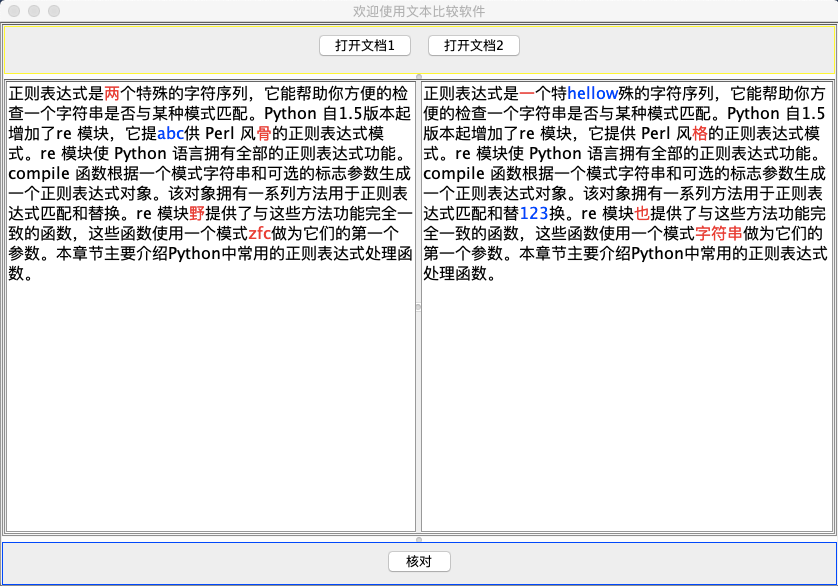 欢迎使用文本比较软件
打开文档1
打开文档2
正则表达式是两个特殊的字符序列，它能帮助你方便的检
查一个字符串是否与某种模式匹配。Python 自1.5版本起
增加了re 模块，它提abc供 Perl 风骨的正则表达式模
式。re 模块使 Python 语言拥有全部的正则表达式功能。
compile 函数根据一个模式字符串和可选的标志参数生成
一个正则表达式对象。该对象拥有一系列方法用于正则表
达式匹配和替换。re 模块野提供了与这些方法功能完全一
致的函数，这些函数使用一个模式zfc做为它们的第一个
参数。本章节主要介绍Python中常用的正则表达式处理函
数。
正则表达式是一个特hellow殊的字符序列，它能帮助你方
便的检查一个字符串是否与某种模式匹配。Python 自1.5
版本起增加了re 模块，它提供 Perl 风格的正则表达式模
式。re 模块使 Python 语言拥有全部的正则表达式功能。
compile 函数根据一个模式字符串和可选的标志参数生成
一个正则表达式对象。该对象拥有一系列方法用于正则表
达式匹配和替123换。re 模块也提供了与这些方法功能完
全一致的函数，这些函数使用一个模式字符串做为它们的
第一个参数。本章节主要介绍Python中常用的正则表达式
处理函数。
核对